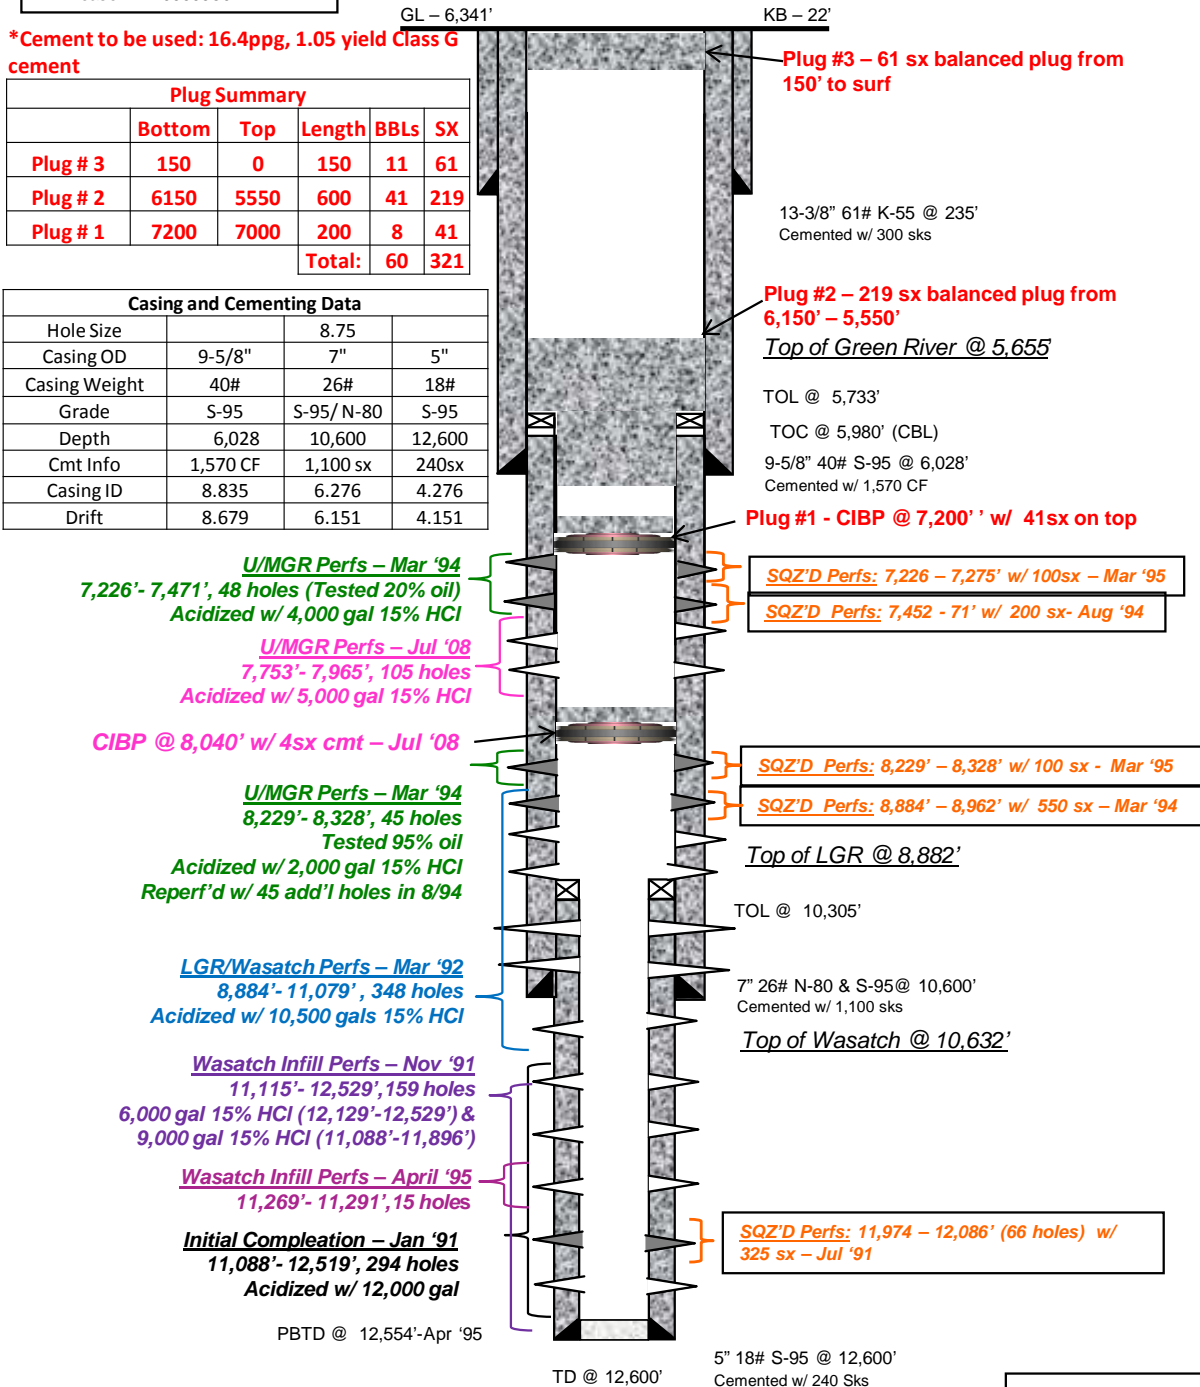 GL – 6,341'
KB – 22'
*Cement to be used: 16.4ppg, 1.05 yield Class G
cement
Plug Summary
Bottom Top Length BBLs SX
Plug # 3 150 0 150 11 61
Plug # 2 6150 5550 600 41 219
Plug # 1 7200 7000 200 8 41
Total: 60 321
Casing and Cementing Data
Hole Size 8.75
Casing OD 9-5/8" 7" 5"
Casing Weight 40# 26# 18#
Grade S-95 S-95/ N-80 S-95
Depth 6,028 10,600 12,600
Cmt Info 1,570 CF 1,100 sx 240sx
Casing ID 8.835 6.276 4.276
Drift 8.679 6.151 4.151
Plug #3 – 61 sx balanced plug from
150' to surf
13-3/8" 61# K-55 @ 235'
Cemented w/ 300 sks
Plug #2 – 219 sx balanced plug from
6,150' – 5,550'
Top of Green River @ 5,655'
TOL @ 5,733'
TOC @ 5,980' (CBL)
9-5/8" 40# S-95 @ 6,028'
Cemented w/ 1,570 CF
Plug #1 - CIBP @ 7,200' ' w/ 41sx on top
U/MGR Perfs – Mar '94
7,226'- 7,471', 48 holes (Tested 20% oil)
Acidized w/ 4,000 gal 15% HCl
SQZ'D Perfs: 7,226 – 7,275' w/ 100sx – Mar '95
SQZ'D Perfs: 7,452 - 71' w/ 200 sx- Aug '94
U/MGR Perfs – Jul '08
7,753'- 7,965', 105 holes
Acidized w/ 5,000 gal 15% HCl
CIBP @ 8,040' w/ 4sx cmt – Jul '08
SQZ'D Perfs: 8,229' – 8,328' w/ 100 sx - Mar '95
SQZ'D Perfs: 8,884' – 8,962' w/ 550 sx – Mar '94
U/MGR Perfs – Mar '94
8,229'- 8,328', 45 holes
Tested 95% oil
Acidized w/ 2,000 gal 15% HCl
Reperf'd w/ 45 add'l holes in 8/94
Top of LGR @ 8,882'
TOL @ 10,305'
LGR/Wasatch Perfs – Mar '92
8,884'- 11,079' , 348 holes
Acidized w/ 10,500 gals 15% HCl
7" 26# N-80 & S-95@ 10,600'
Cemented w/ 1,100 sks
Top of Wasatch @ 10,632'
Wasatch Infill Perfs – Nov '91
11,115'- 12,529',159 holes
6,000 gal 15% HCl (12,129'-12,529') &
9,000 gal 15% HCl (11,088'-11,896')
Wasatch Infill Perfs – April '95
11,269'- 11,291',15 holes
Initial Compleation – Jan '91
11,088'- 12,519', 294 holes
Acidized w/ 12,000 gal
SQZ'D Perfs: 11,974 – 12,086' (66 holes) w/
325 sx – Jul '91
PBTD @ 12,554'-Apr '95
TD @ 12,600'
5" 18# S-95 @ 12,600'
Cemented w/ 240 Sks